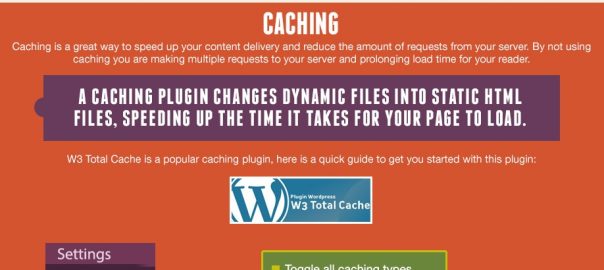 CACHING
Caching is a great way to speed up your content delivery and reduce the amount of requests from your server. By not using
caching you are making multiple requests to your server and prolonging load time for your reader.
A CACHING PLUGIN CHANGES DYNAMIC FILES INTO STATIC HTML
FILES, SPEEDING UP THE TIME IT TAKES FOR YOUR PAGE TO LOAD.
W3 Total Cache is a popular caching plugin, here is a quick guide to get you started with this plugin:
Plugin Wordpress
W3 Total Cache
Settings
Toggle all caching types